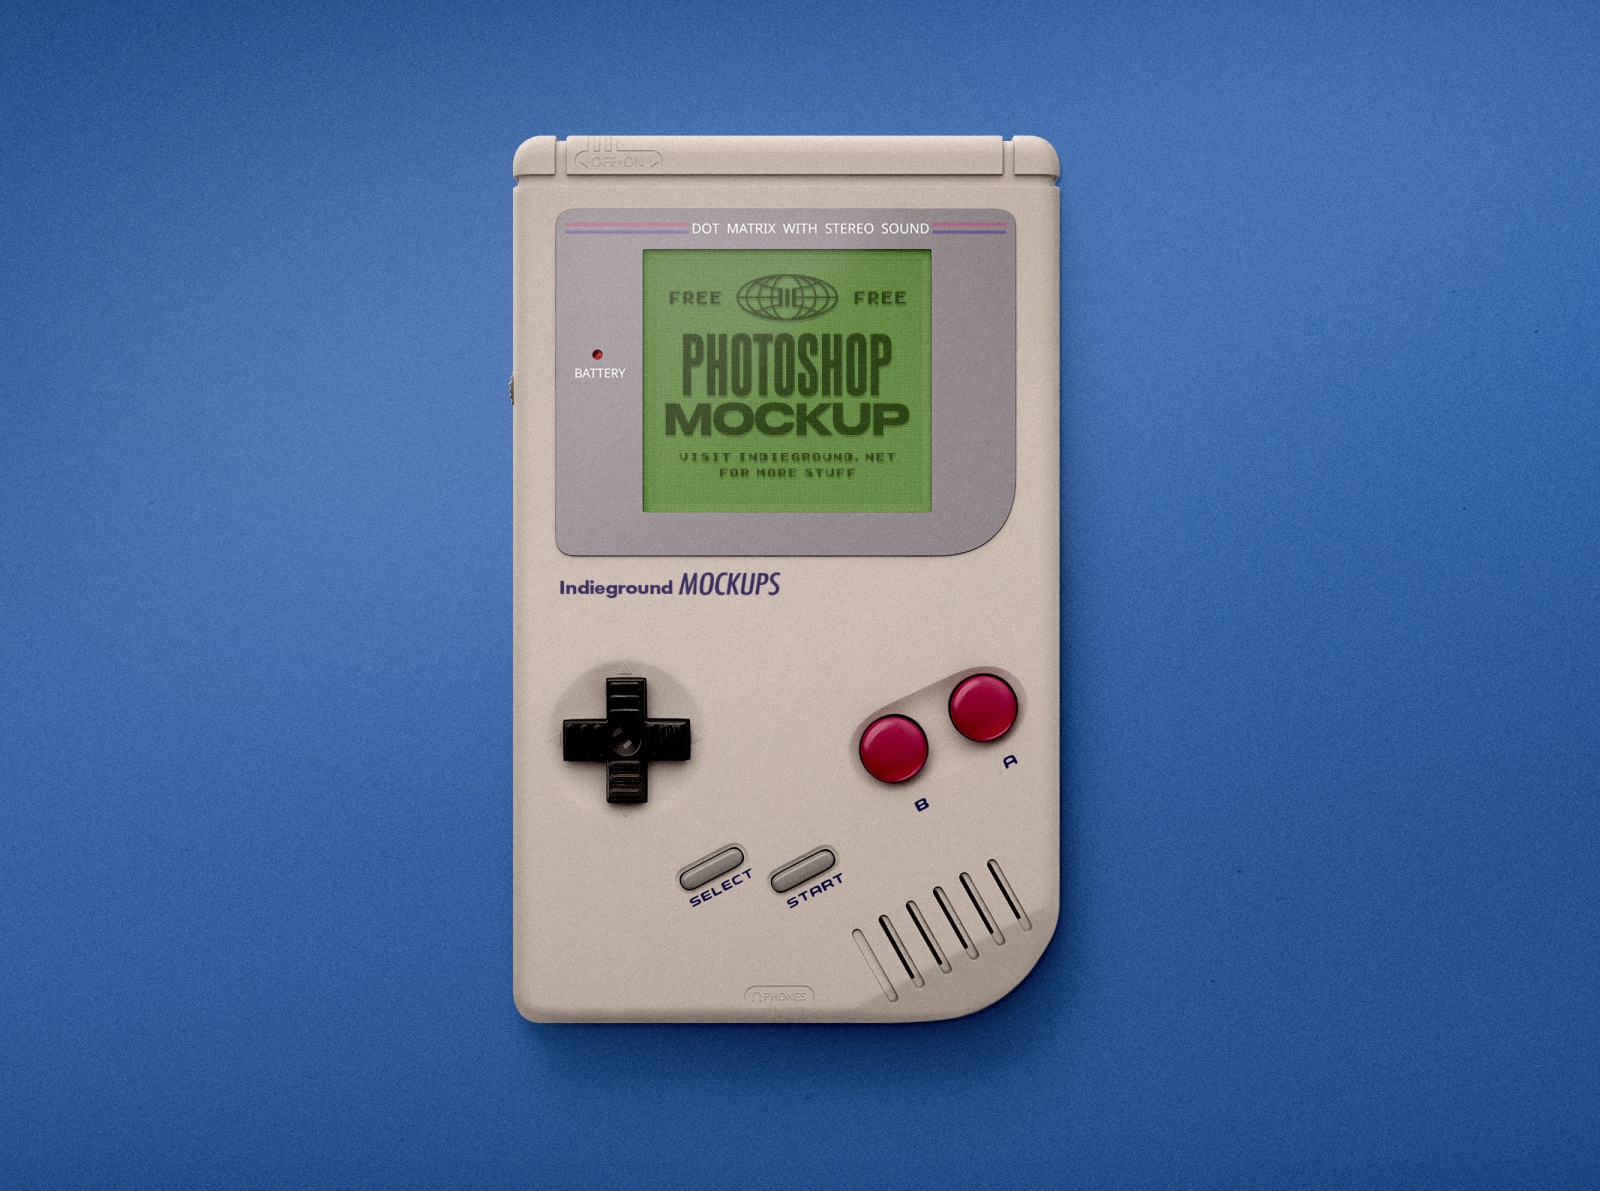 OFF•ON
DOT MATRIX WITH STEREO SOUND
FREE FREE
PHOTOSHOP
MOCKUP
VISIT INDIEGROUND.NET
FOR MORE STUFF
BATTERY
Indieground MOCKUPS
A
B
SELECT START
PHONES